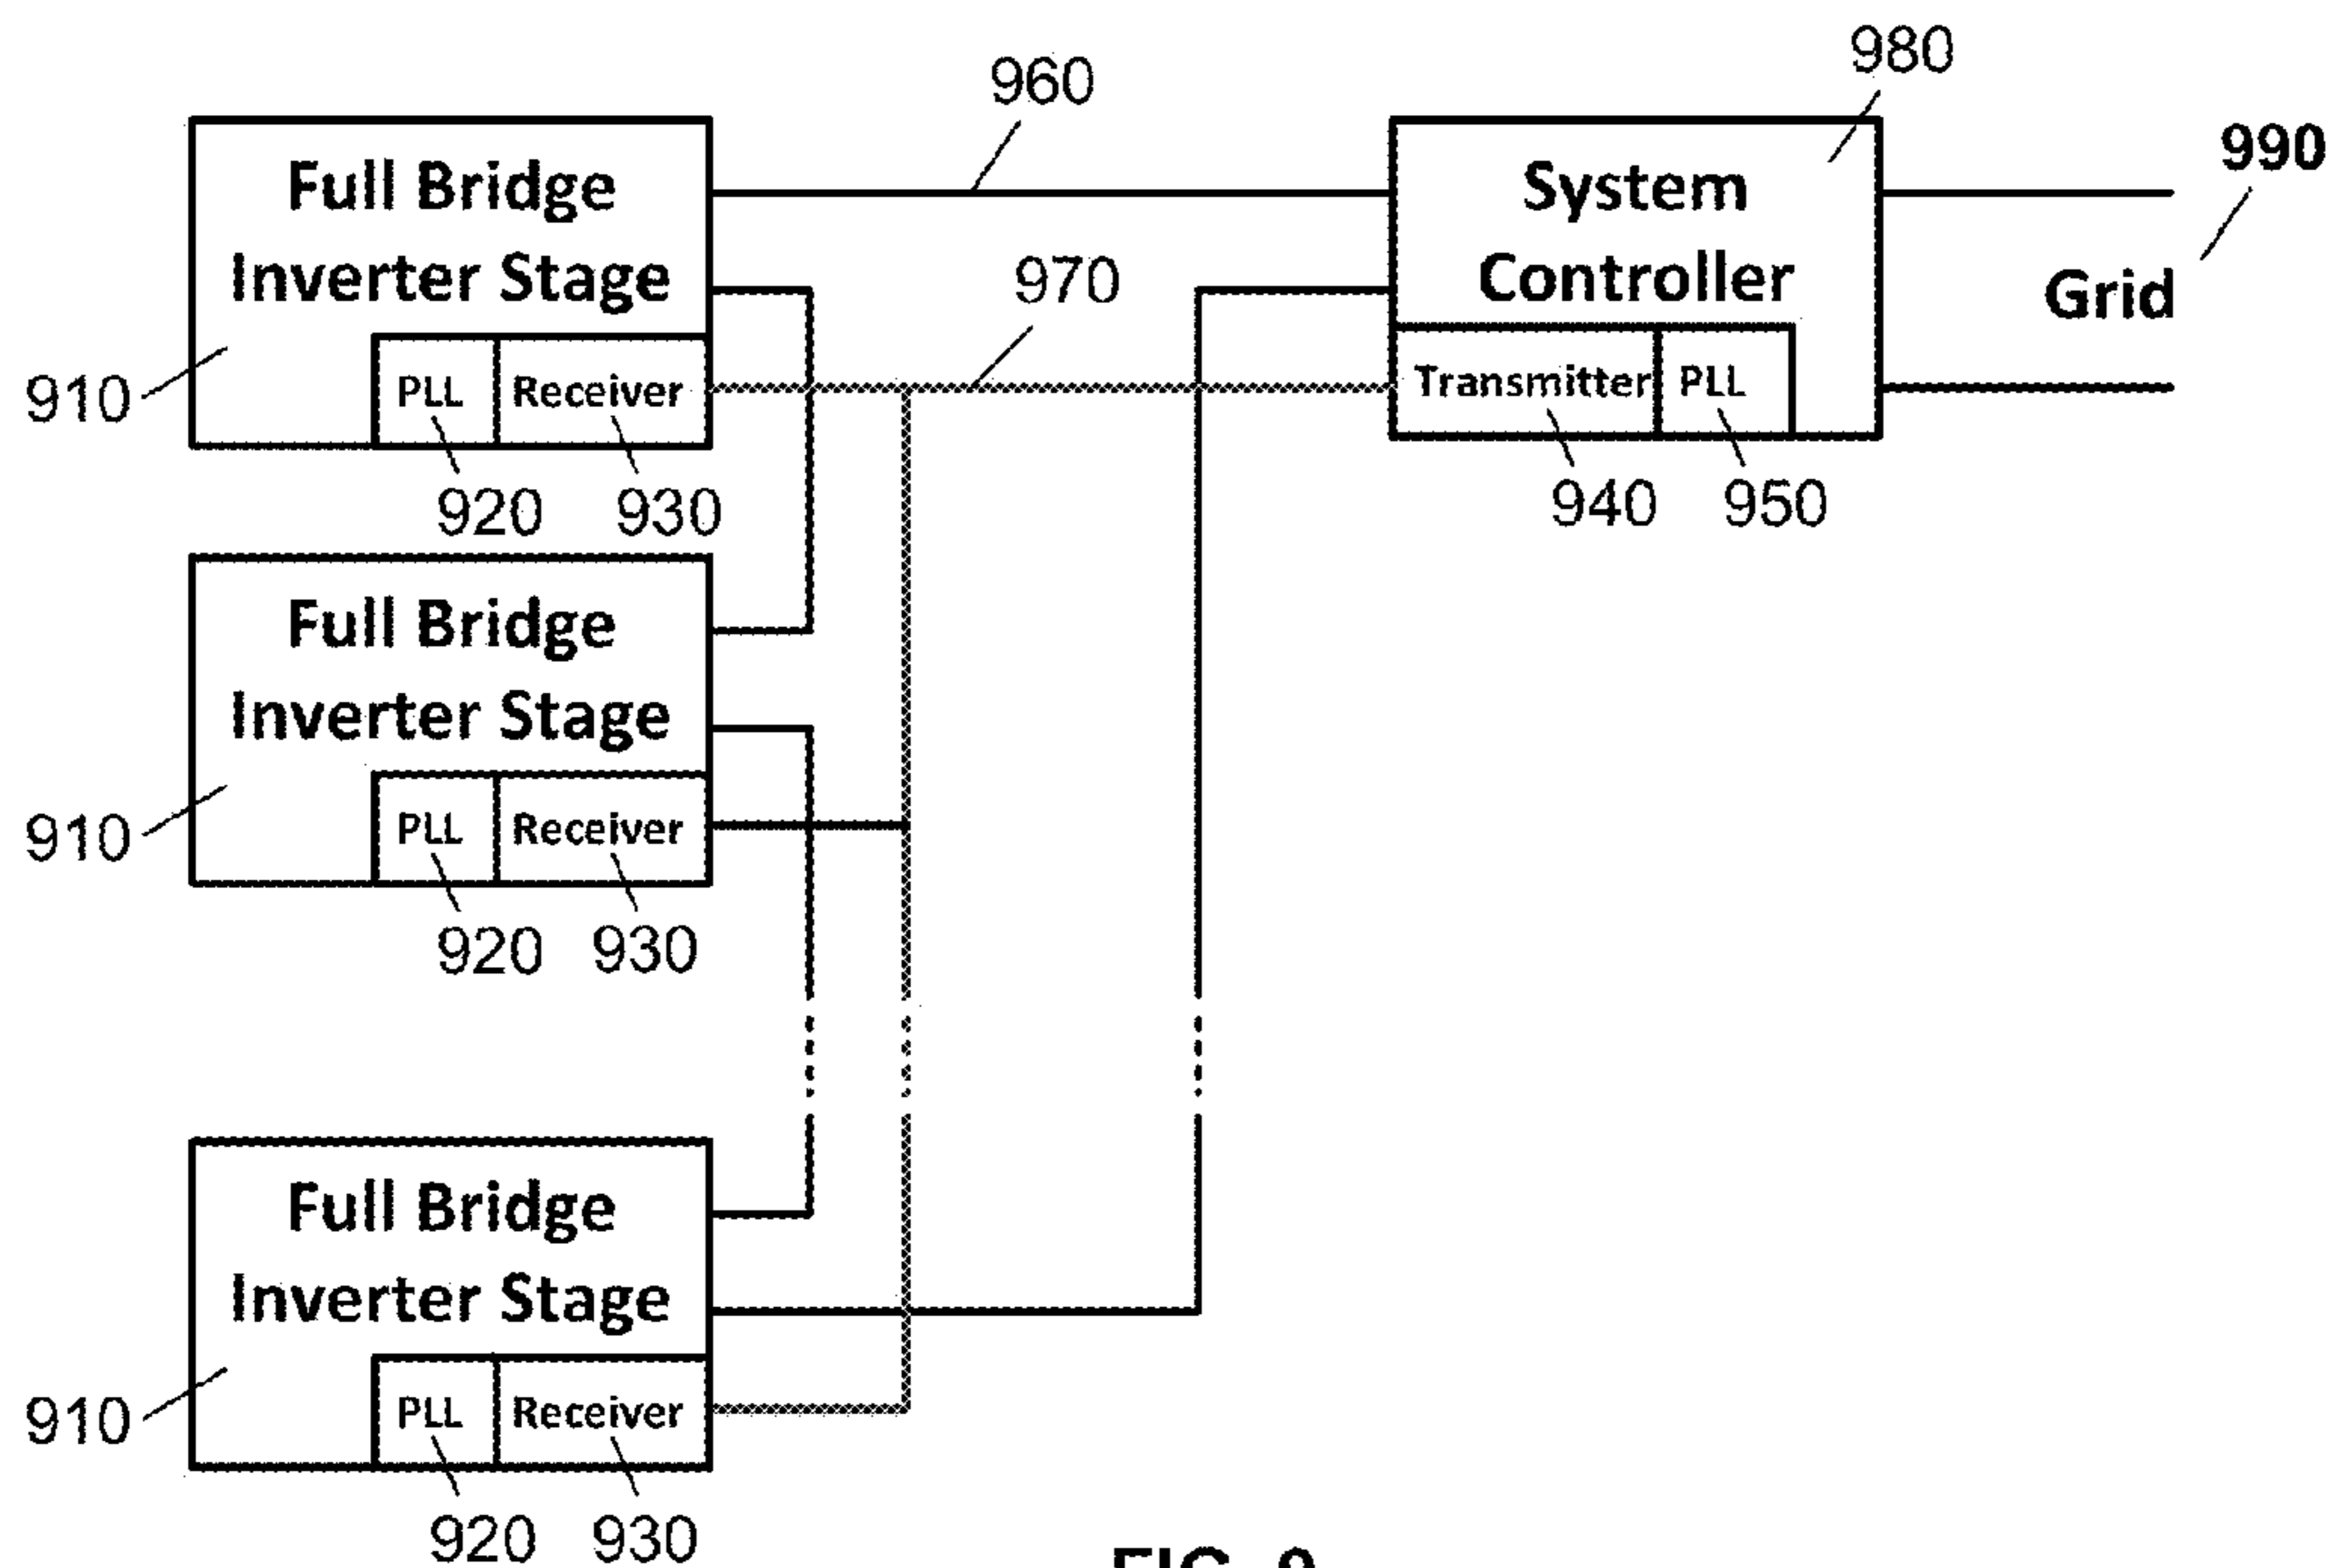 980
960
990
Full Bridge
Inverter Stage
System
Controller
970
Grid
910
PLL
Receiver
Transmitter
PLL
920
930
940
950
Full Bridge
Inverter Stage
910
PLL
Receiver
920
930
Full Bridge
Inverter Stage
910
PLL
Receiver
920
930